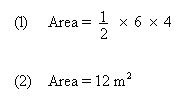 (1) Area = 1/2 × 6 × 4
(2) Area = 12 m²